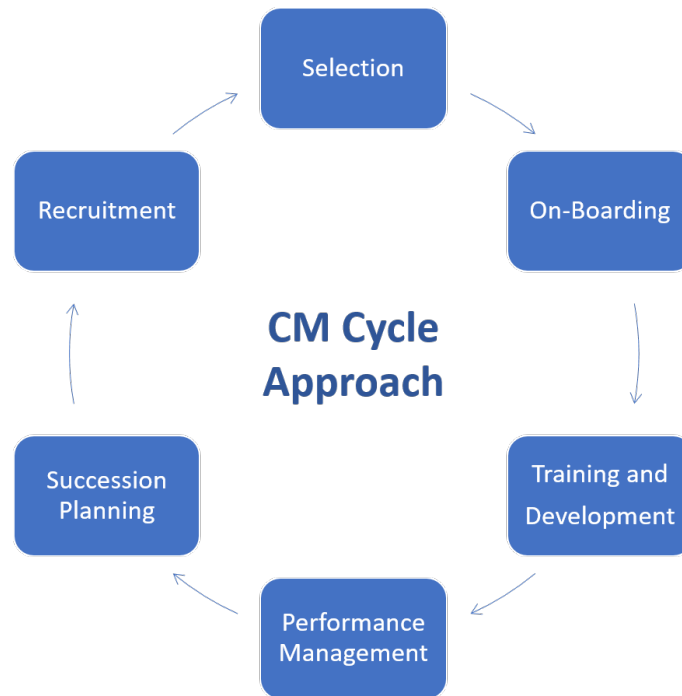 Selection
Recruitment
On-Boarding
CM Cycle
Approach
Succession
Planning
Training and
Development
Performance
Management